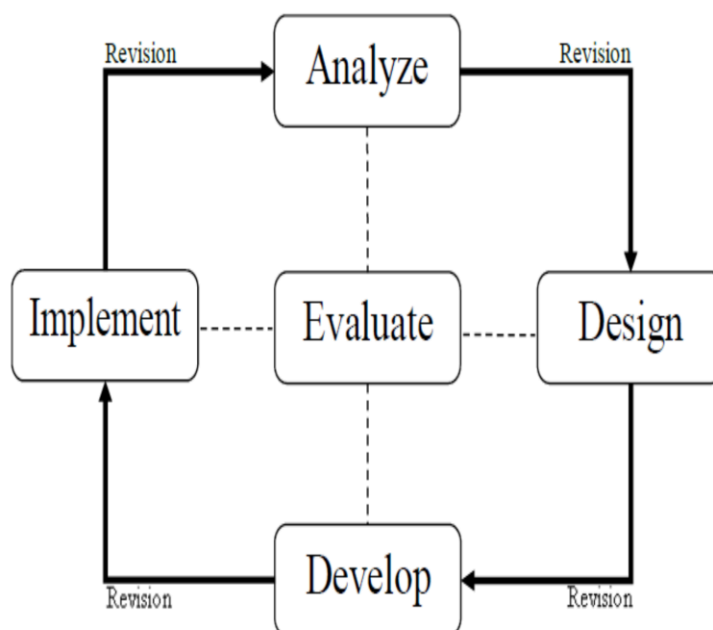 Revision
Analyze
Revision
Implement
Evaluate
Design
Revision
Develop
Revision